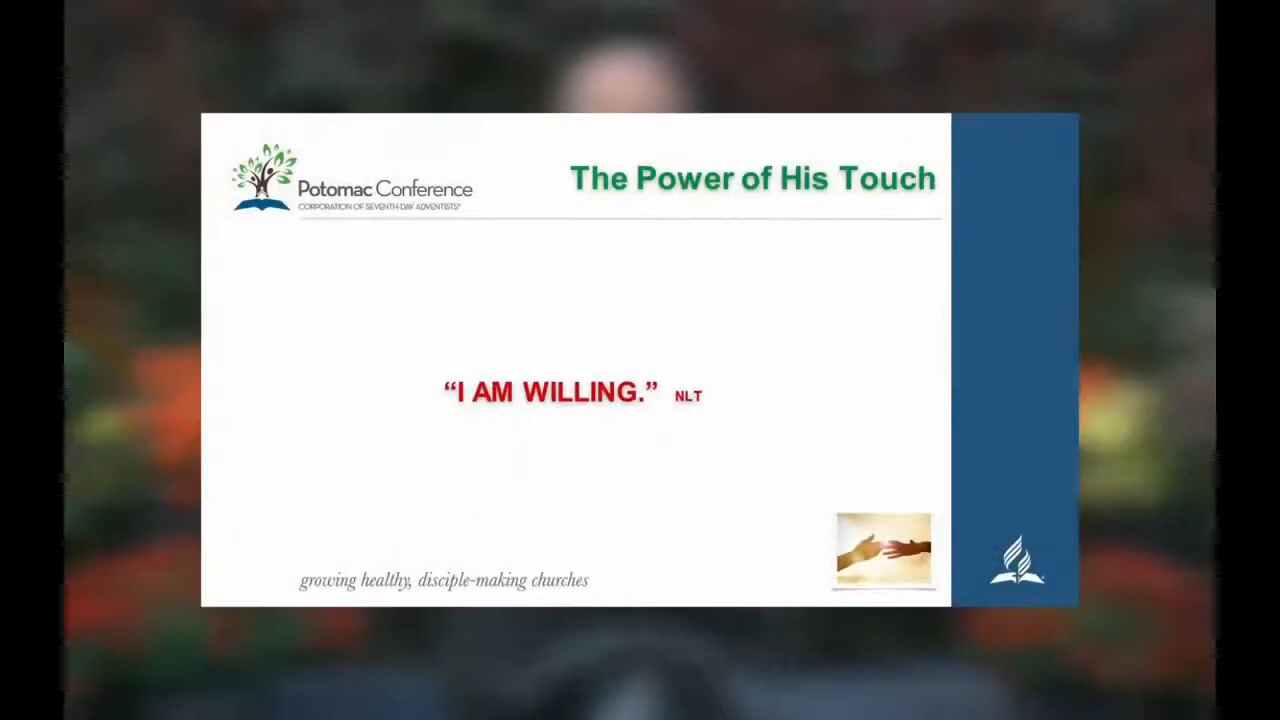 Potomac Conference
CORPORATION OF SEVENTH-DAY ADVENTISTS®
The Power of His Touch
“I AM WILLING.” NLT
growing healthy, disciple-making churches